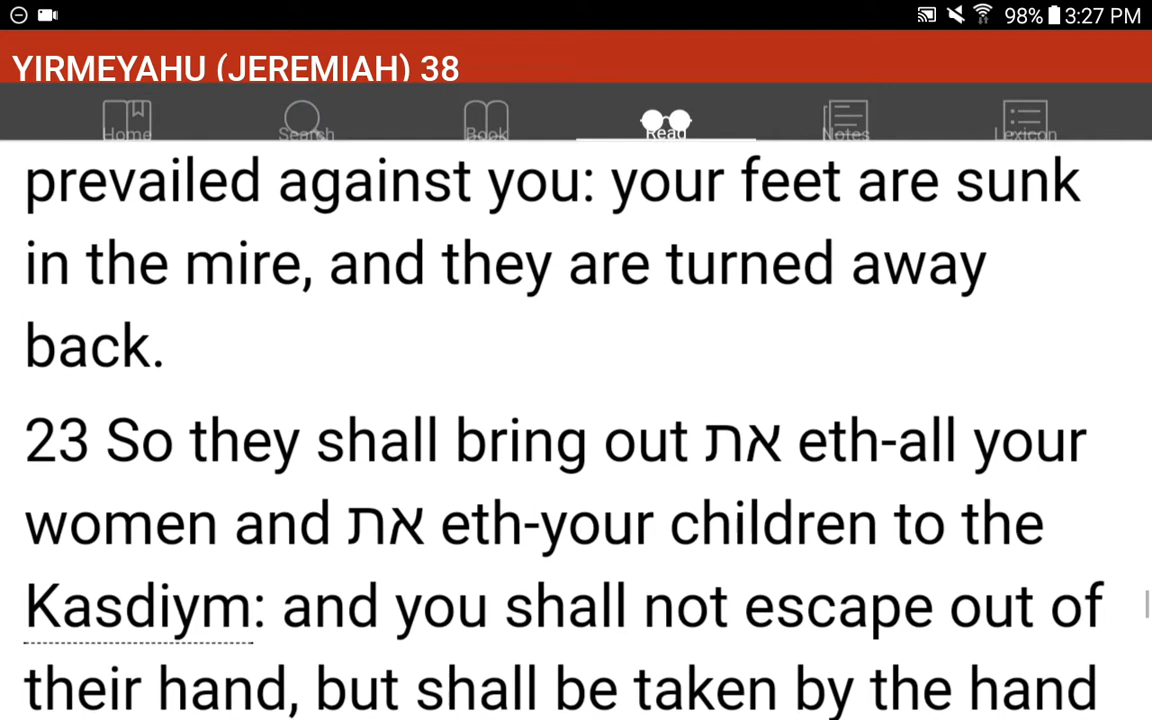 98% 3:27 PM
YIRMEYAHU (JEREMIAH) 38
Home Search Book Read Notes Lexicon
prevailed against you: your feet are sunk
in the mire, and they are turned away
back.
23 So they shall bring out את eth-all your
women and את eth-your children to the
Kasdiym: and you shall not escape out of
their hand, but shall be taken by the hand